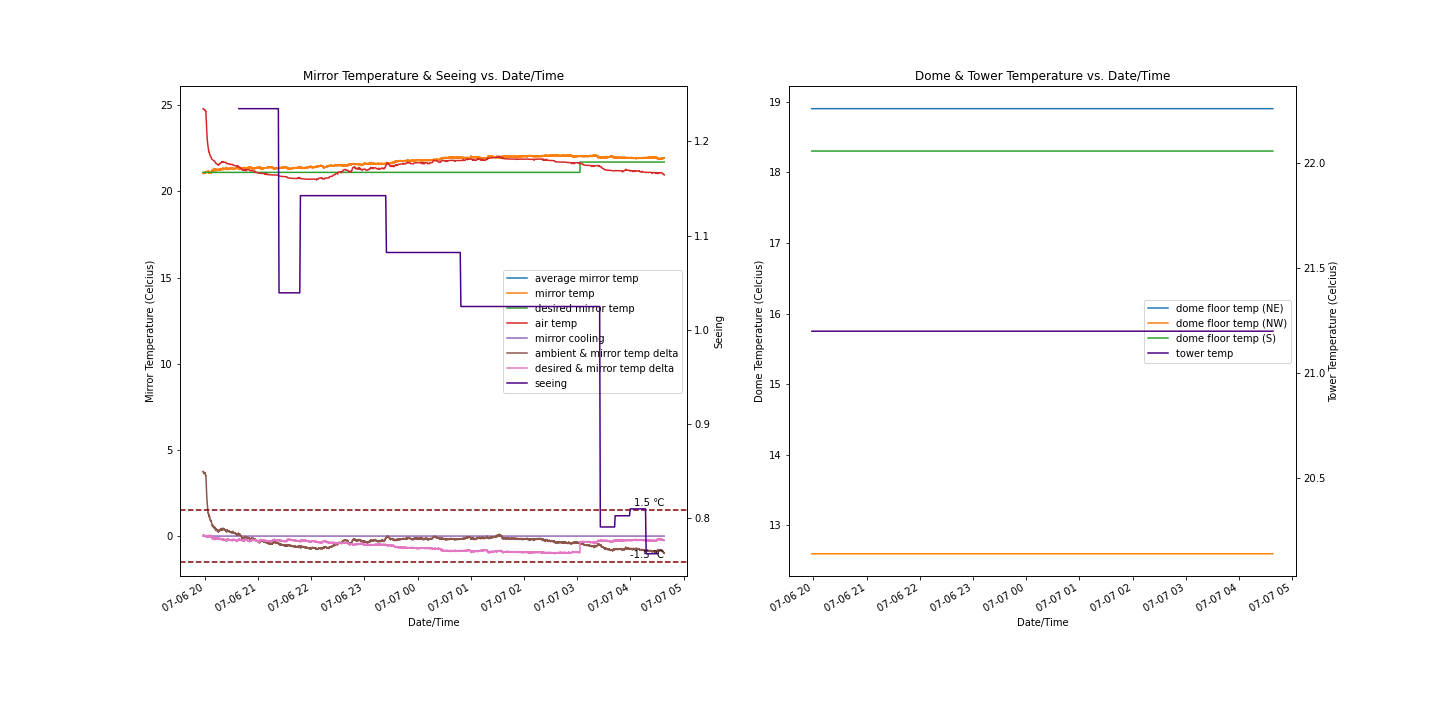 Mirror Temperature & Seeing vs. Date/Time
Mirror Temperature (Celcius)
25
20
15
10
5
0
1.2
1.1
1.0
0.9
0.8
Seeing
average mirror temp
mirror temp
desired mirror temp
air temp
mirror cooling
ambient & mirror temp delta
desired & mirror temp delta
seeing
1.5 °C
-1.5 °C
07-06 20
07-06 21
07-06 22
07-06 23
07-07 00
07-07 01
07-07 02
07-07 03
07-07 04
07-07 05
Date/Time
Dome & Tower Temperature vs. Date/Time
Dome Temperature (Celcius)
19
18
17
16
15
14
13
22.0
21.5
21.0
20.5
Tower Temperature (Celcius)
dome floor temp (NE)
dome floor temp (NW)
dome floor temp (S)
tower temp
07-06 20
07-06 21
07-06 22
07-06 23
07-07 00
07-07 01
07-07 02
07-07 03
07-07 04
07-07 05
Date/Time